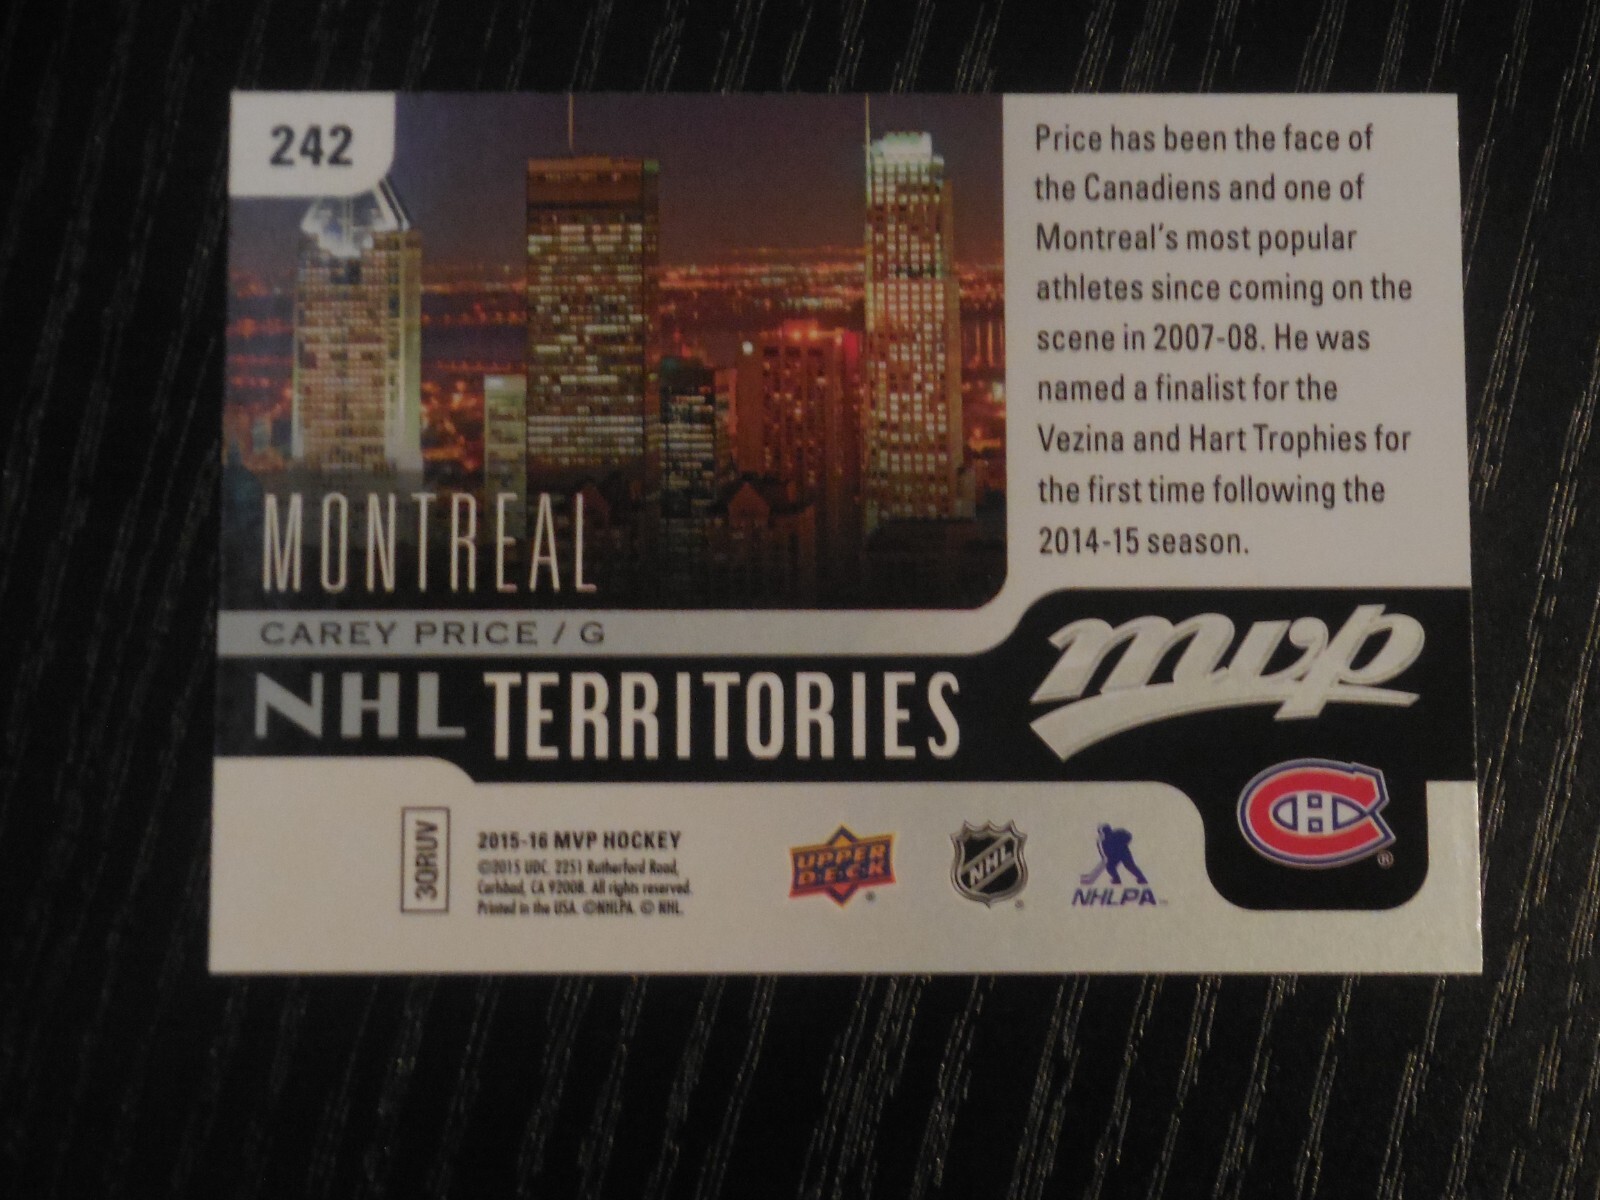 242
Price has been the face of
the Canadiens and one of
Montreal's most popular
athletes since coming on the
scene in 2007-08. He was
named a finalist for the
Vezina and Hart Trophies for
the first time following the
2014-15 season.
MONTREAL
CAREY PRICE / G
NHL TERRITORIES
mvp
3QRUV
2015-16 MVP HOCKEY
©2015 UDC. 2251 Rutherford Road,
Carlsbad, CA 92008. All rights reserved.
Printed in the USA. ©NHLPA. © NHL.
UPPER
DECK
®
NHL
®
NHLPA™
CH
®